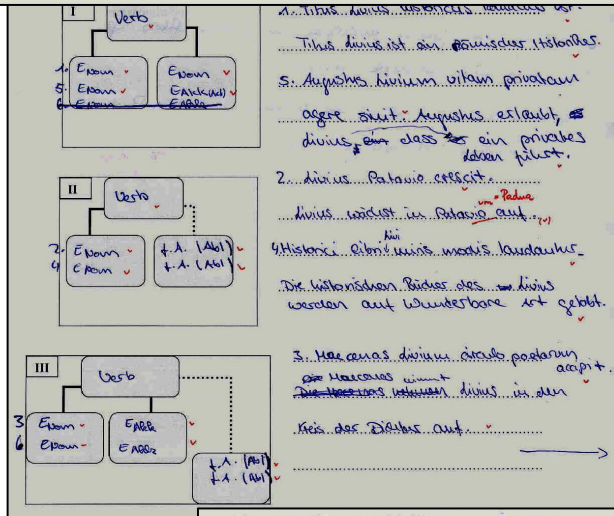 I
Verb
1. ENom ENom
5. ENom EAkk(AcI)
6. ENom EAkk
II
Verb
2. ENom f.A. (Abl)
4 ENom f.A. (Abl)
III
Verb
3 ENom EAkk
6 ENom EAkk
f.A. (Abl)
f.A. (Abl)
1. Titus Livius historicus
Titus Livius ist ein römischer Historiker.
5. Augustus Livium vitam privatam
agere sinit. Augustus erlaubt,
Livius, ein dass ein privates
Leben führt.
2. Livius Patavio crescit.
= Padua
Livius wächst in Patavio auf.
Livi
4. Historici libri miris modis laudantur.
Die historischen Bücher des Livius
werden auf Wunderbare Art gelobt.
3. Maecenas Livium circulo poetarum
accipit.
Maecenas nimmt
Livius in den
Kreis der Dichter auf.